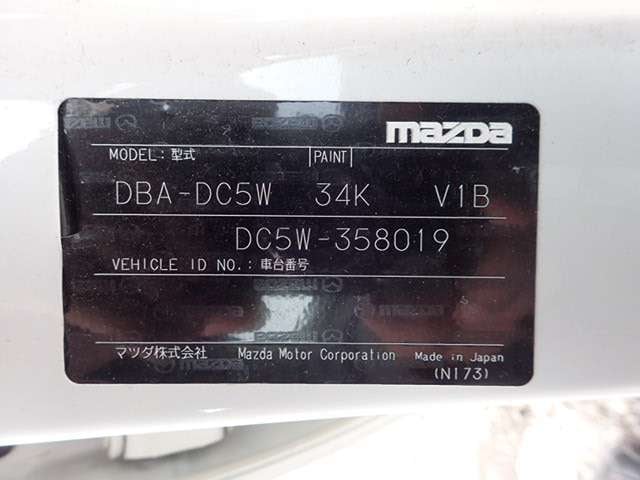 mazda
MODEL: 型式 PAINT
DBA-DC5W 34K V1B
DC5W-358019
VEHICLE ID NO.: 車台番号
マツダ株式会社 Mazda Motor Corporation Made in Japan
(N173)